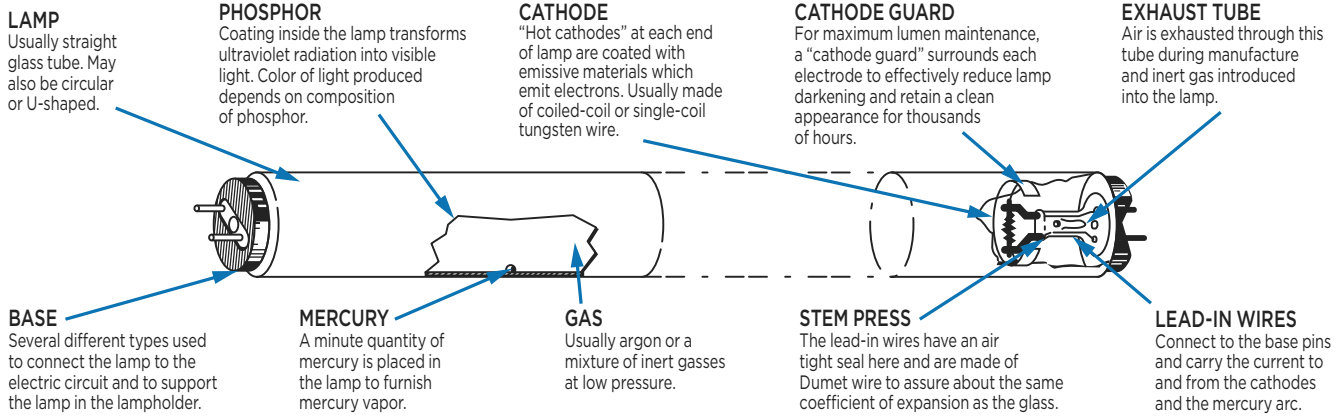 LAMP
Usually straight
glass tube. May
also be circular
or U-shaped.
PHOSPHOR
Coating inside the lamp transforms
ultraviolet radiation into visible
light. Color of light produced
depends on composition
of phosphor.
CATHODE
“Hot cathodes” at each end
of lamp are coated with
emissive materials which
emit electrons. Usually made
of coiled-coil or single-coil
tungsten wire.
CATHODE GUARD
For maximum lumen maintenance,
a “cathode guard” surrounds each
electrode to effectively reduce lamp
darkening and retain a clean
appearance for thousands
of hours.
EXHAUST TUBE
Air is exhausted through this
tube during manufacture
and inert gas introduced
into the lamp.
BASE
Several different types used
to connect the lamp to the
electric circuit and to support
the lamp in the lampholder.
MERCURY
A minute quantity of
mercury is placed in
the lamp to furnish
mercury vapor.
GAS
Usually argon or a
mixture of inert gasses
at low pressure.
STEM PRESS
The lead-in wires have an air
tight seal here and are made of
Dumet wire to assure about the same
coefficient of expansion as the glass.
LEAD-IN WIRES
Connect to the base pins
and carry the current to
and from the cathodes
and the mercury arc.